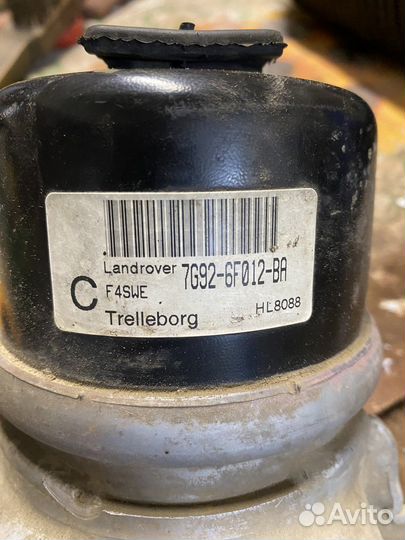 Landrover 7G92-6F012-BA
C F4SWE
Trelleborg HL8088
Avito